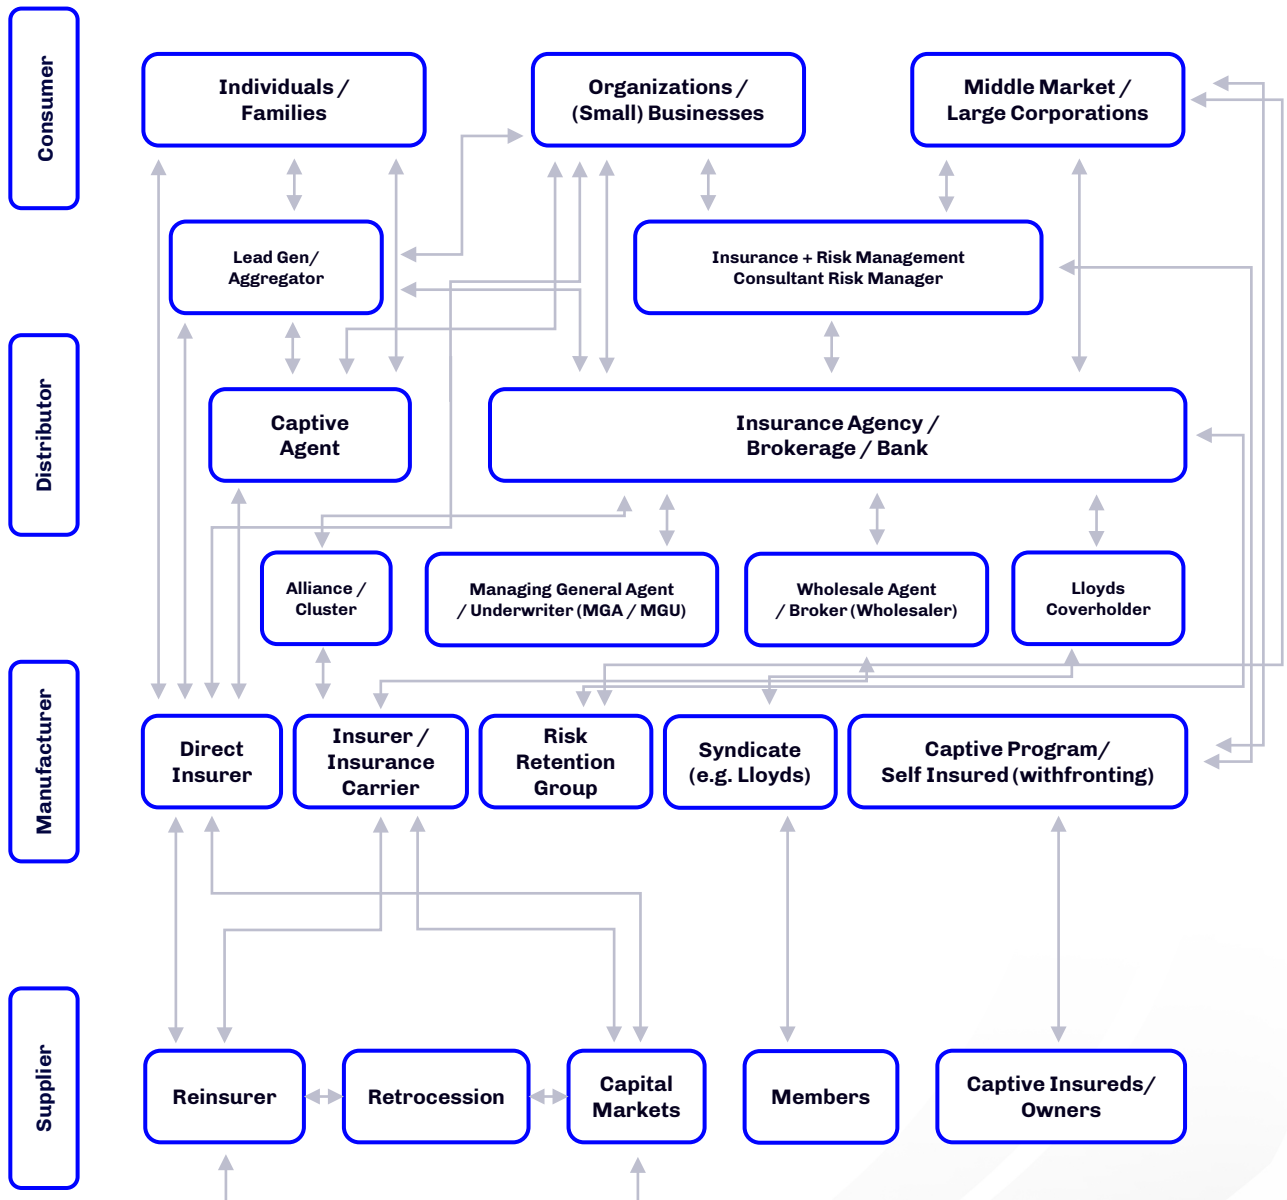 Consumer
Individuals /
Families
Organizations /
(Small) Businesses
Middle Market /
Large Corporations
Lead Gen/
Aggregator
Insurance + Risk Management
Consultant Risk Manager
Distributor
Captive
Agent
Insurance Agency /
Brokerage / Bank
Alliance /
Cluster
Managing General Agent
/ Underwriter (MGA / MGU)
Wholesale Agent
/ Broker (Wholesaler)
Lloyds
Coverholder
Manufacturer
Direct
Insurer
Insurer /
Insurance
Carrier
Risk
Retention
Group
Syndicate
(e.g. Lloyds)
Captive Program/
Self Insured (withfronting)
Supplier
Reinsurer
Retrocession
Capital
Markets
Members
Captive Insureds/
Owners